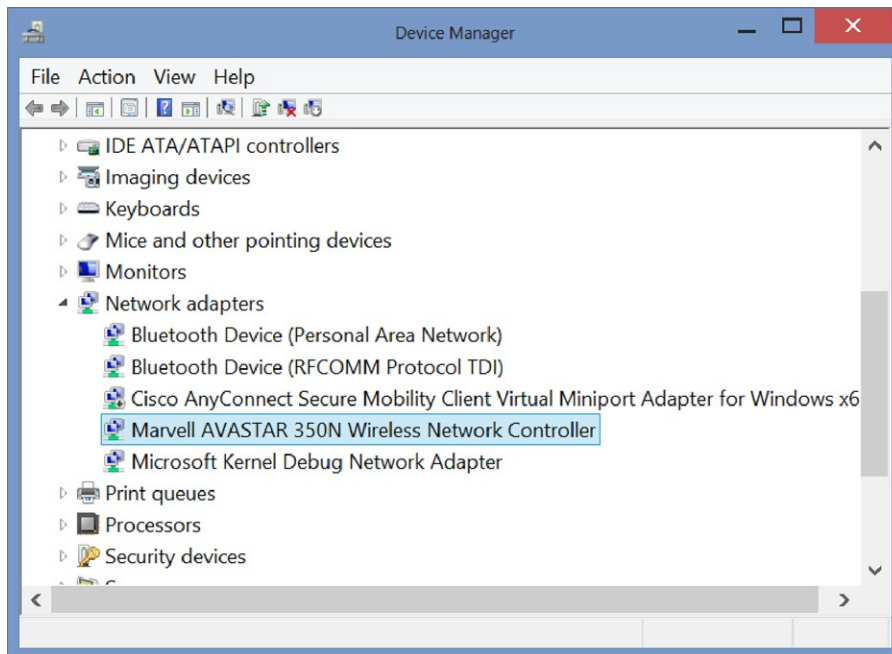 Device Manager
File Action View Help
IDE ATA/ATAPI controllers
Imaging devices
Keyboards
Mice and other pointing devices
Monitors
Network adapters
Bluetooth Device (Personal Area Network)
Bluetooth Device (RFCOMM Protocol TDI)
Cisco AnyConnect Secure Mobility Client Virtual Miniport Adapter for Windows x6
Marvell AVASTAR 350N Wireless Network Controller
Microsoft Kernel Debug Network Adapter
Print queues
Processors
Security devices